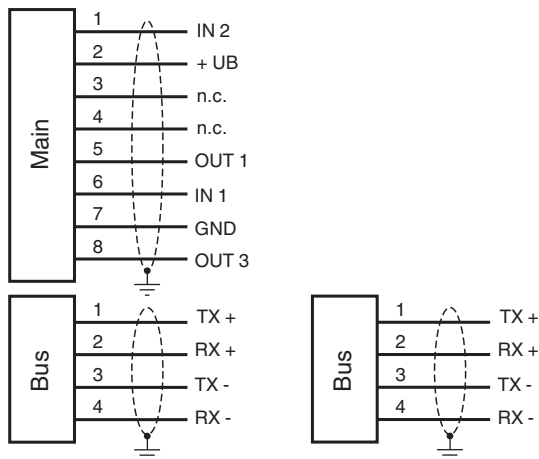 Main
1 IN 2
2 + UB
3 n.c.
4 n.c.
5 OUT 1
6 IN 1
7 GND
8 OUT 3
Bus
1 TX +
2 RX +
3 TX -
4 RX -
Bus
1 TX +
2 RX +
3 TX -
4 RX -